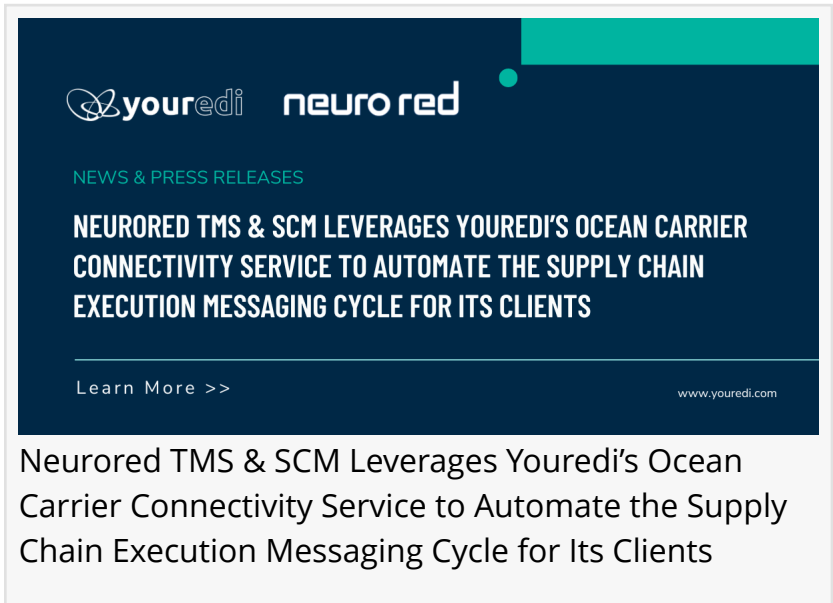 youredi neurored
NEWS & PRESS RELEASES
NEURORED TMS & SCM LEVERAGES YOUREDI'S OCEAN CARRIER
CONNECTIVITY SERVICE TO AUTOMATE THE SUPPLY CHAIN
EXECUTION MESSAGING CYCLE FOR ITS CLIENTS
Learn More >>
www.youredi.com
Neurored TMS & SCM Leverages Youredi’s Ocean
Carrier Connectivity Service to Automate the Supply
Chain Execution Messaging Cycle for Its Clients